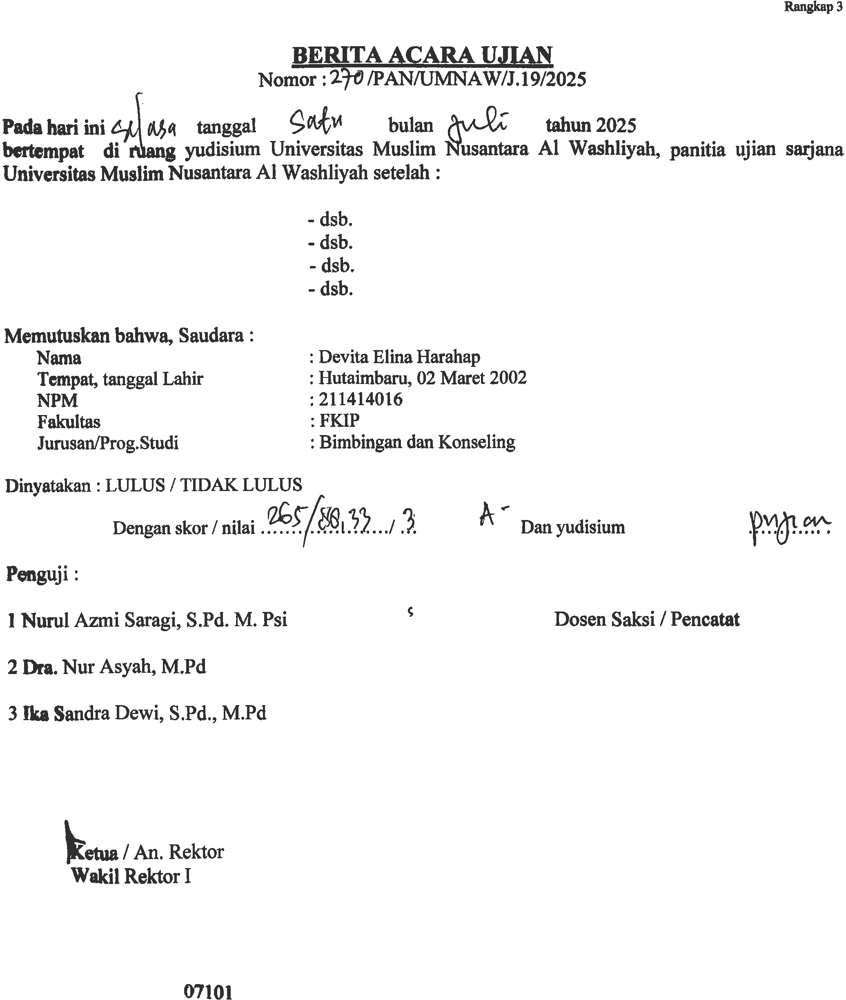 Rangkap 3
BERITA ACARA UJIAN
Nomor : 270 /PAN/UMNAW/J.19/2025
Pada hari ini selasa tanggal satu bulan juli tahun 2025
bertempat di ruang yudisium Universitas Muslim Nusantara Al Washliyah, panitia ujian sarjana
Universitas Muslim Nusantara Al Washliyah setelah :
- dsb.
- dsb.
- dsb.
- dsb.
Memutuskan bahwa, Saudara :
Nama : Devita Elina Harahap
Tempat, tanggal Lahir : Hutaimbaru, 02 Maret 2002
NPM : 211414016
Fakultas : FKIP
Jurusan/Prog.Studi : Bimbingan dan Konseling
Dinyatakan : LULUS / TIDAK LULUS
Dengan skor / nilai 265/88,33 / 3 A- Dan yudisium pujian
Penguji :
1 Nurul Azmi Saragi, S.Pd. M. Psi Dosen Saksi / Pencatat
2 Dra. Nur Asyah, M.Pd
3 Ika Sandra Dewi, S.Pd., M.Pd
Ketua / An. Rektor
Wakil Rektor I
07101